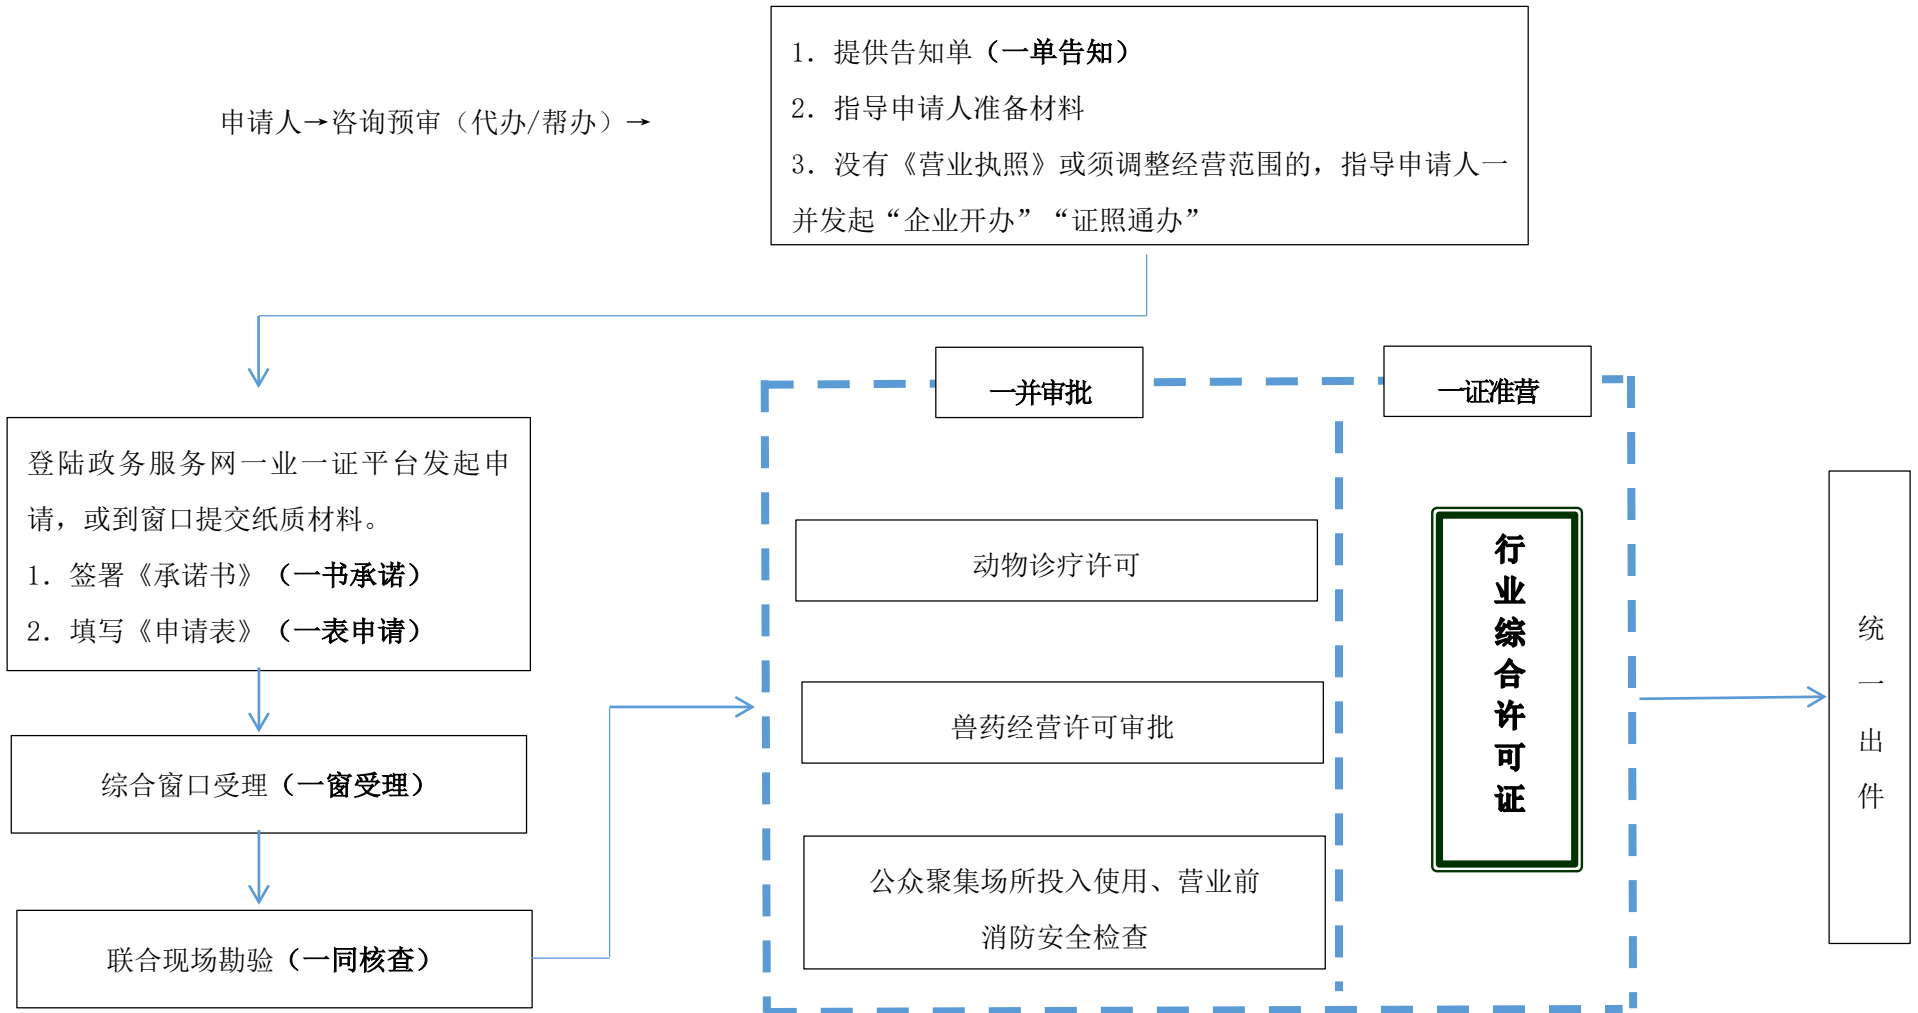 1. 提供告知单（一单告知）
申请人→咨询预审（代办/帮办）→
2. 指导申请人准备材料
3. 没有《营业执照》或须调整经营范围的，指导申请人一
并发起“企业开办”“证照通办”
一并审批
一证准营
登陆政务服务网一业一证平台发起申
请，或到窗口提交纸质材料。
1. 签署《承诺书》（一书承诺）
2. 填写《申请表》（一表申请）
综合窗口受理（一窗受理）
联合现场勘验（一同核查）
动物诊疗许可
兽药经营许可审批
公众聚集场所投入使用、营业前
消防安全检查
行业综合许可证
统一出件